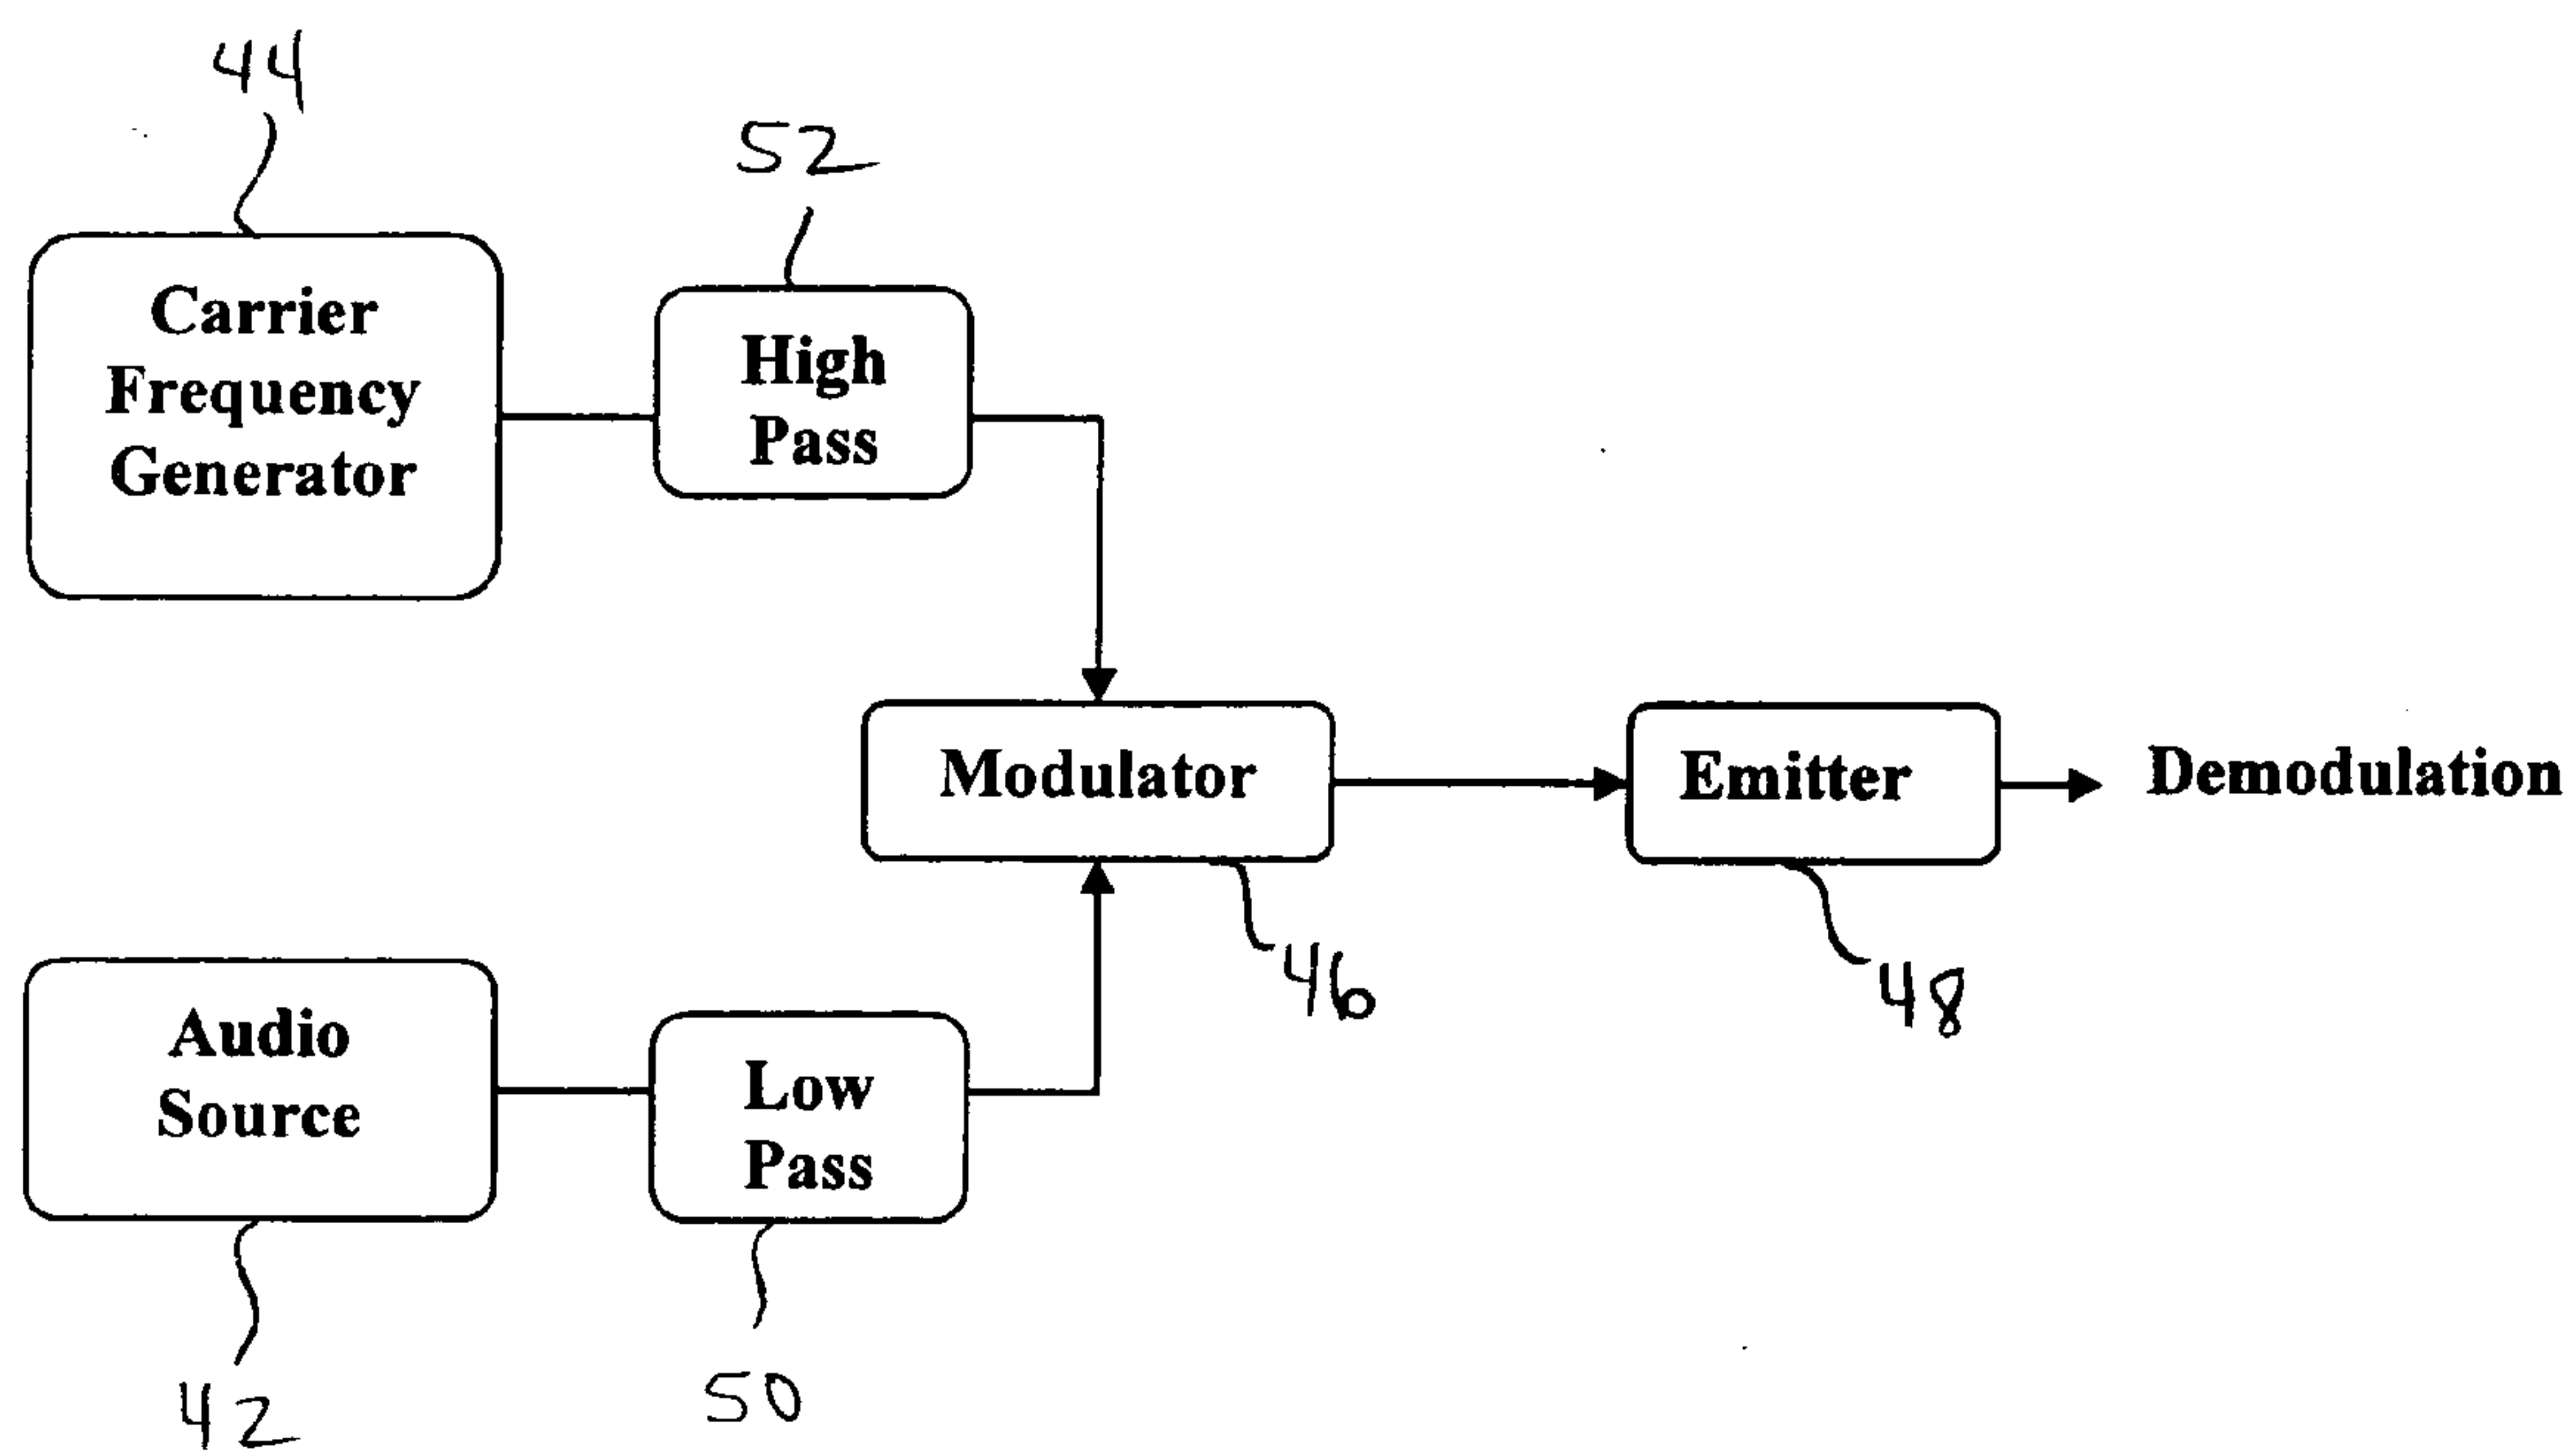 44
52
Carrier
Frequency
Generator
High
Pass
Modulator
Emitter
Demodulation
46
48
Audio
Source
Low
Pass
42
50